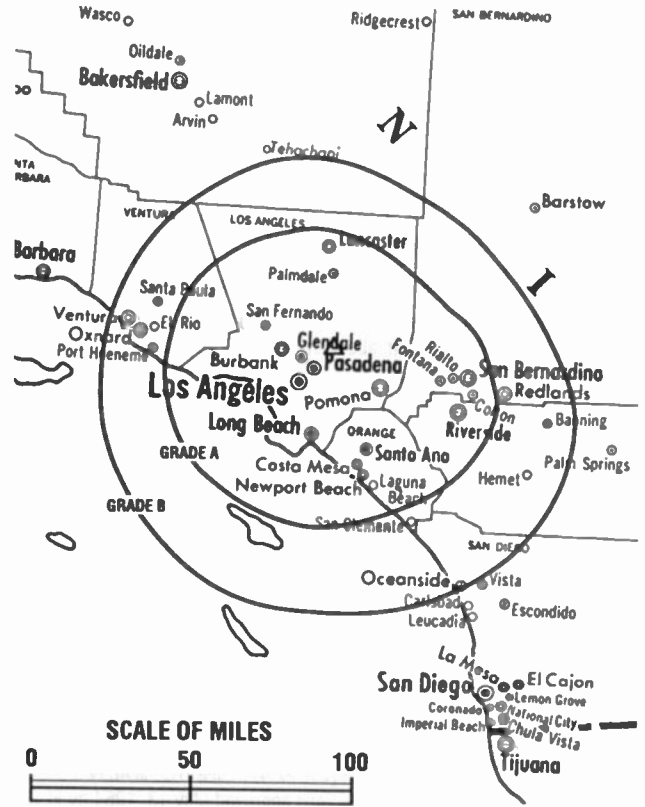 Wasco
Ridgecrest
SAN BERNARDINO
Oildale
Bakersfield
Lamont
Arvin
N
Tehachapi
NTA
RBARA
VENTURA
LOS ANGELES
Barstow
I
Lancaster
Barbara
Palmdale
Santa Paula
San Fernando
Ventura
El Rio
Oxnard
Port Hueneme
Glendale
Burbank
Pasadena
Rialto
Fontana
San Bernardino
Los Angeles
Redlands
Pomona
Colton
Long Beach
ORANGE
Riverside
Banning
GRADE A
Santa Ana
Palm Springs
Costa Mesa
Newport Beach
Laguna
Beach
Hemet
GRADE B
San Clemente
SAN DIEGO
Oceanside
Vista
Carlsbad
Escondido
Leucadia
La Mesa
El Cajon
San Diego
Lemon Grove
Coronado
National City
Imperial Beach
Chula Vista
Tijuana
SCALE OF MILES
0 50 100